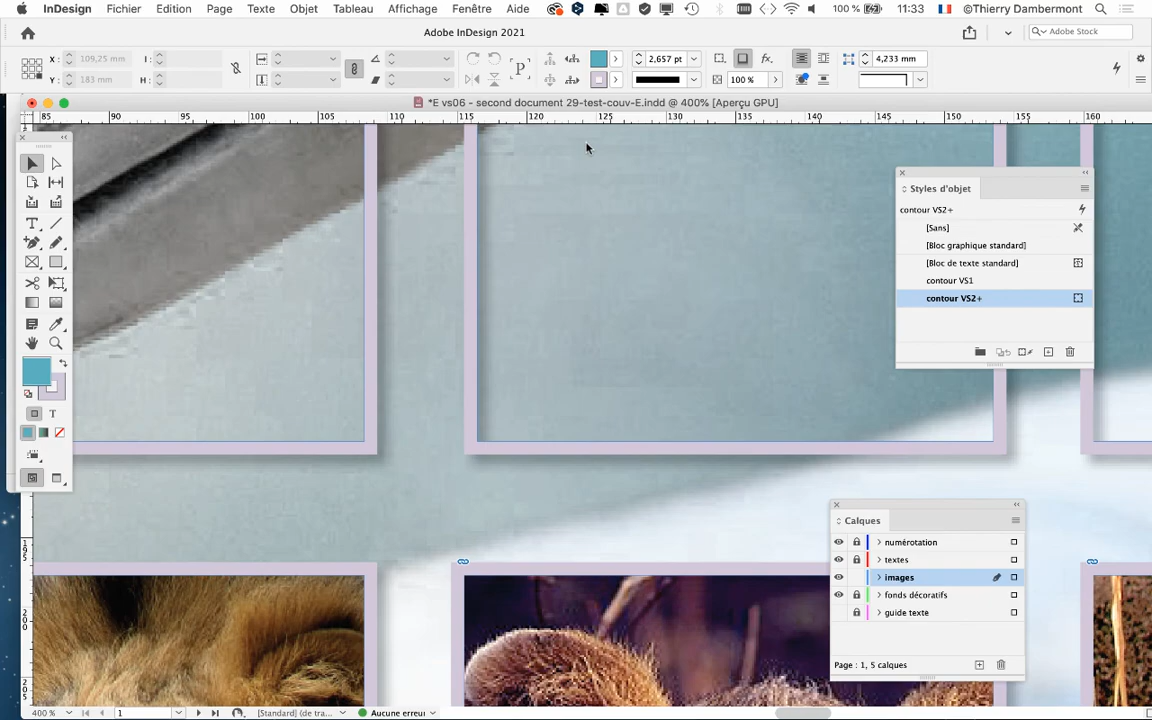 InDesign Fichier Edition Page Texte Objet Tableau Affichage Fenêtre Aide 100 % 11:33 ©Thierry Dambermont
Adobe InDesign 2021
Adobe Stock
X : 109,25 mm L : 2,657 pt 4,233 mm
Y : 183 mm H : 100 %
P
*E vs06 - second document 29-test-couv-E.indd @ 400% [Aperçu GPU]
85 90 95 100 105 110 115 120 125 130 135 140 145 150 155 160
Styles d'objet
contour VS2+
[Sans]
[Bloc graphique standard]
[Bloc de texte standard]
contour VS1
contour VS2+
T
T
Calques
numérotation
textes
images
fonds décoratifs
guide texte
Page : 1, 5 calques
400 % 1 [Standard] (de tra... Aucune erreur